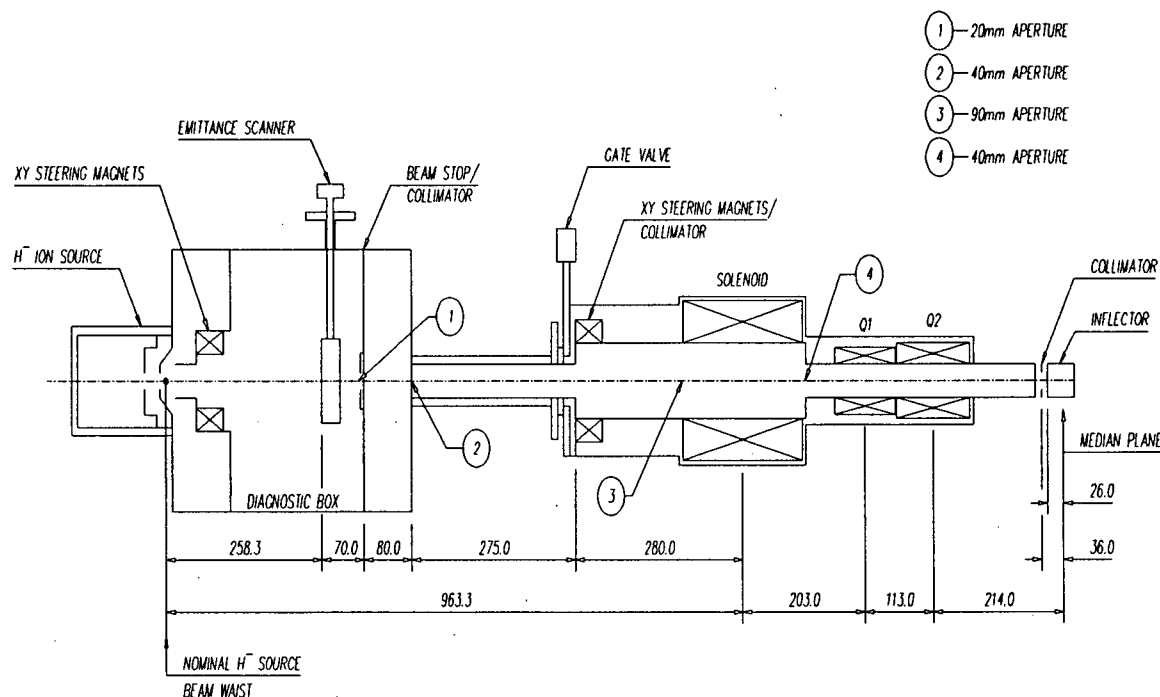 1 — 20mm APERTURE
2 — 40mm APERTURE
3 — 90mm APERTURE
4 — 40mm APERTURE
EMITTANCE SCANNER
GATE VALVE
XY STEERING MAGNETS
BEAM STOP/
COLLIMATOR
XY STEERING MAGNETS/
COLLIMATOR
H⁻ ION SOURCE
SOLENOID
4
COLLIMATOR
INFLECTOR
1
Q1
Q2
2
3
MEDIAN PLANE
DIAGNOSTIC BOX
26.0
258.3
70.0
80.0
275.0
280.0
36.0
963.3
203.0
113.0
214.0
NOMINAL H⁻ SOURCE
BEAM WAIST